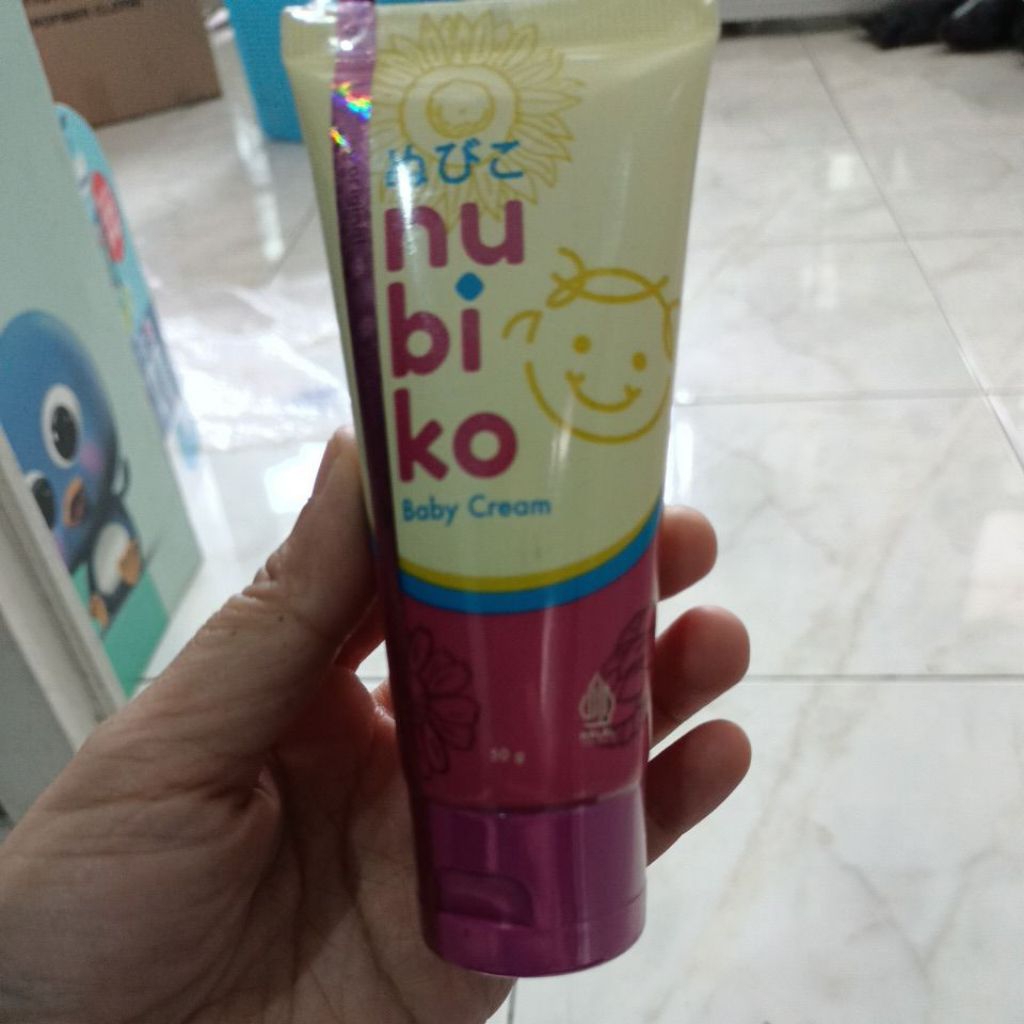 ぬびこ
nu
bi
ko
Baby Cream
50 g